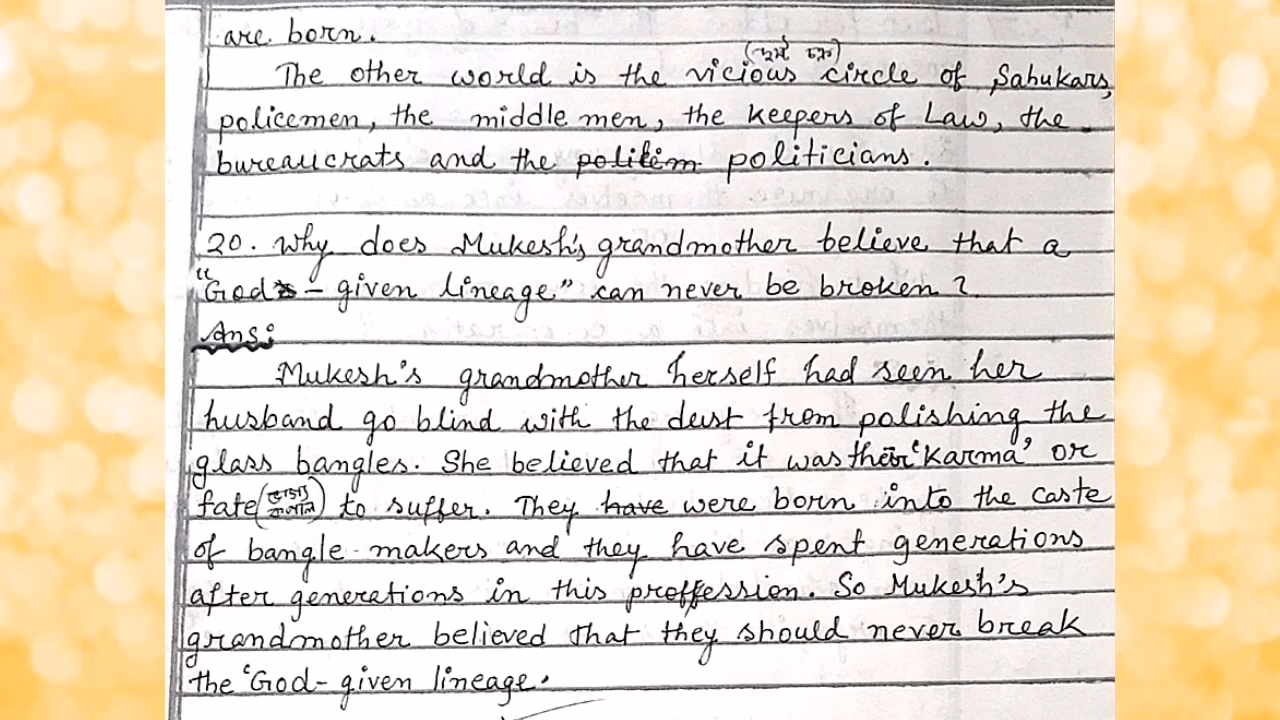 are born.
(দুষ্ট চক্র)
The other world is the vicious circle of Sahukars,
policemen, the middle men, the keepers of Law, the
bureaucrats and the politicians.
20. Why does Mukesh's grandmother believe that a
"God - given lineage" can never be broken?
Ans:
Mukesh's grandmother herself had seen her
husband go blind with the dust from polishing the
glass bangles. She believed that it was their 'Karma' or
fate ( ) to suffer. They have were born into the caste
of bangle-makers and they have spent generations
after generations in this proffession. So Mukesh's
grandmother believed that they should never break
the 'God-given lineage.